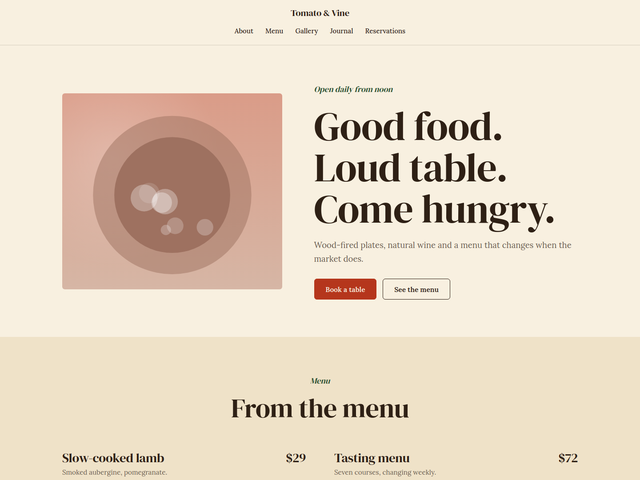 Tomato & Vine
About Menu Gallery Journal Reservations
Open daily from noon
Good food.
Loud table.
Come hungry.
Wood-fired plates, natural wine and a menu that changes when the
market does.
Book a table See the menu
Menu
From the menu
Slow-cooked lamb $29
Smoked aubergine, pomegranate.
Tasting menu $72
Seven courses, changing weekly.